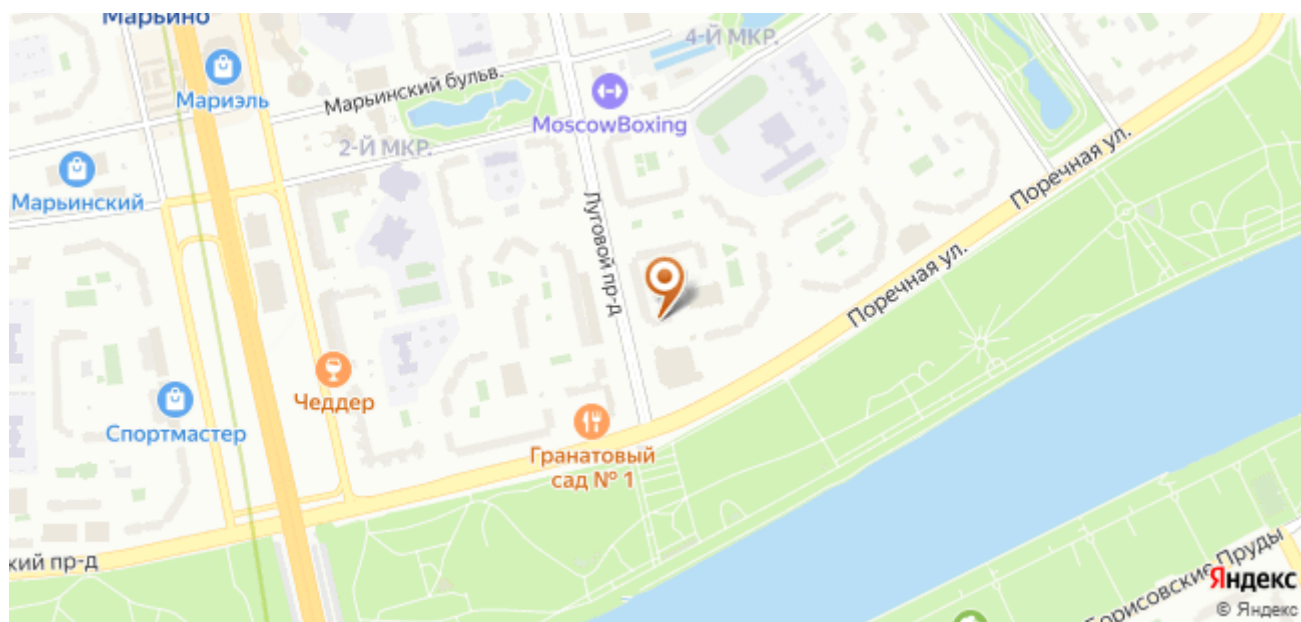 Марьино
4-Й МКР.
Мариэль
Марьинский бульв.
MoscowBoxing
2-Й МКР.
Поречная ул.
Марьинский
Луговой пр-д
Поречная ул.
Чеддер
Спортмастер
Гранатовый
сад № 1
кий пр-д
Борисовские Пруды
Яндекс
© Яндекс